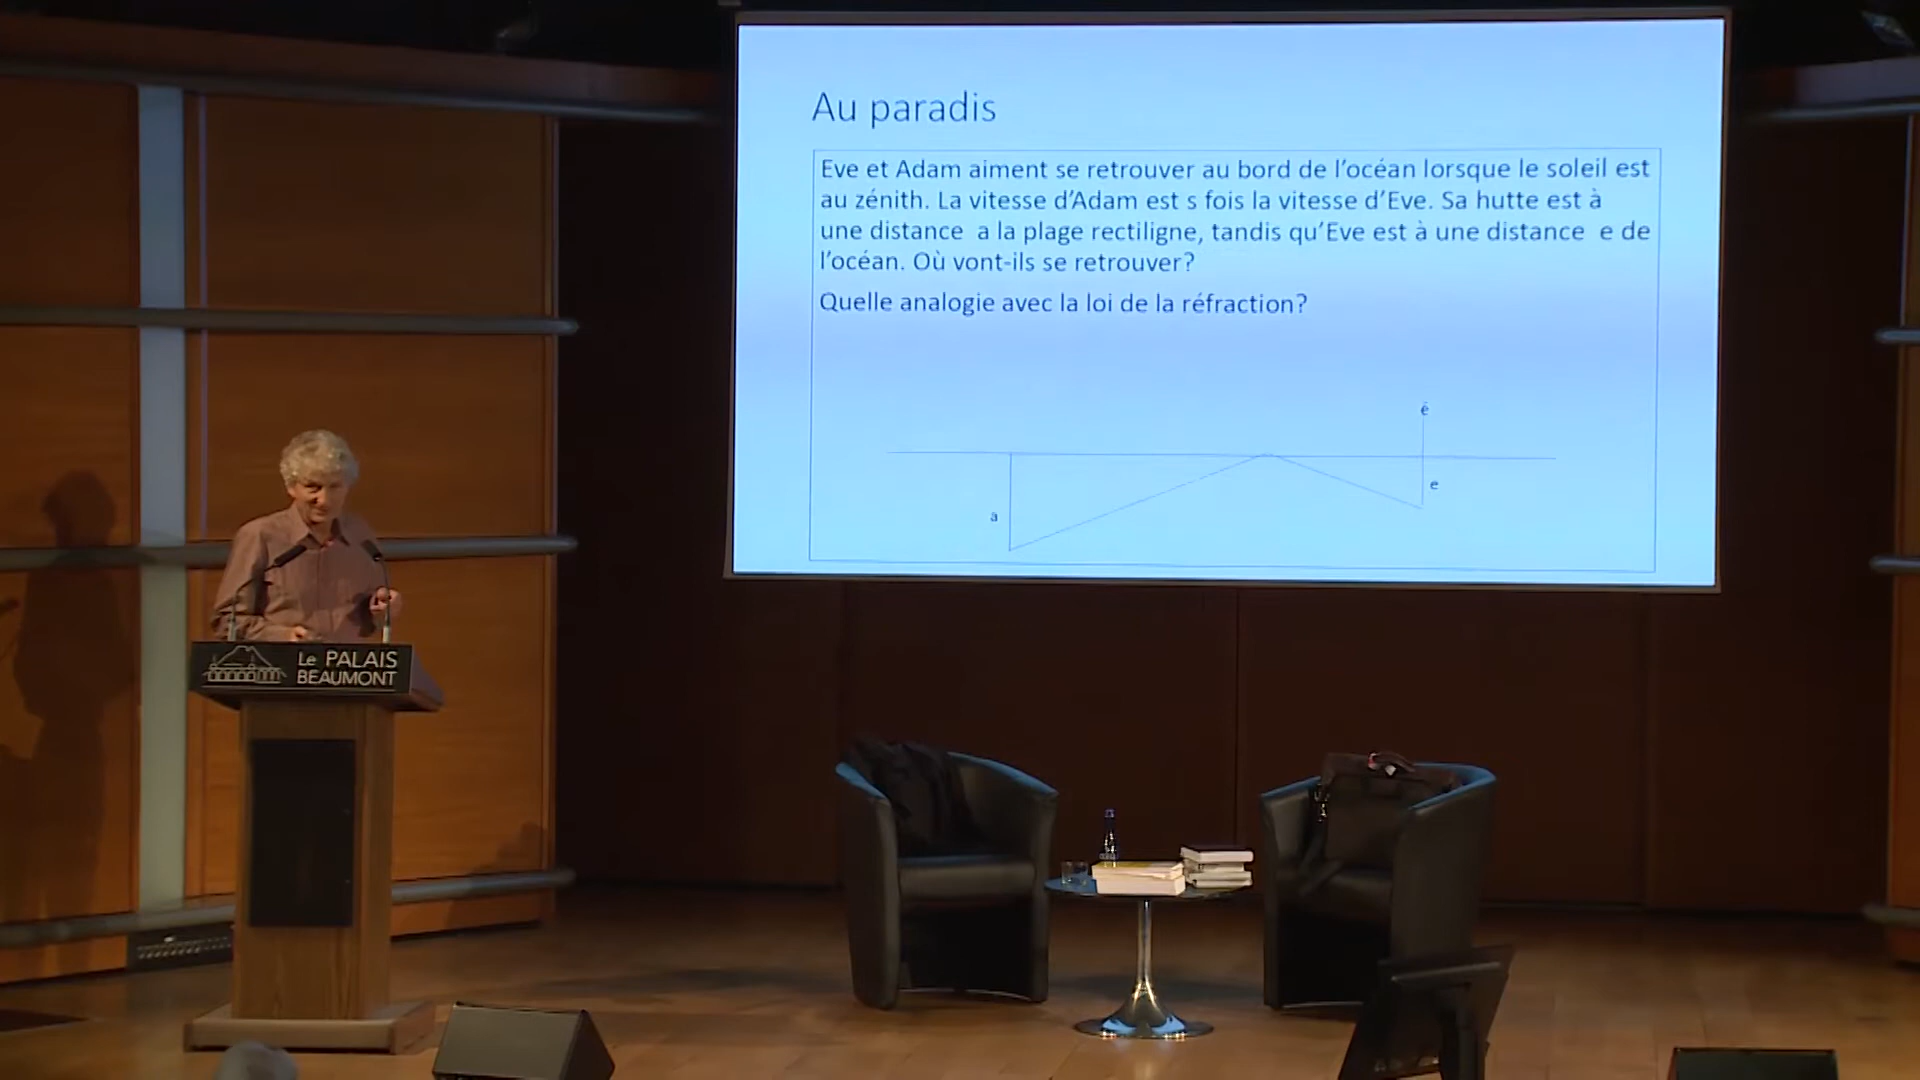 Au paradis
Eve et Adam aiment se retrouver au bord de l'océan lorsque le soleil est
au zénith. La vitesse d'Adam est s fois la vitesse d'Eve. Sa hutte est à
une distance a la plage rectiligne, tandis qu'Eve est à une distance e de
l'océan. Où vont-ils se retrouver?
Quelle analogie avec la loi de la réfraction?
é
e
a
Le PALAIS
BEAUMONT